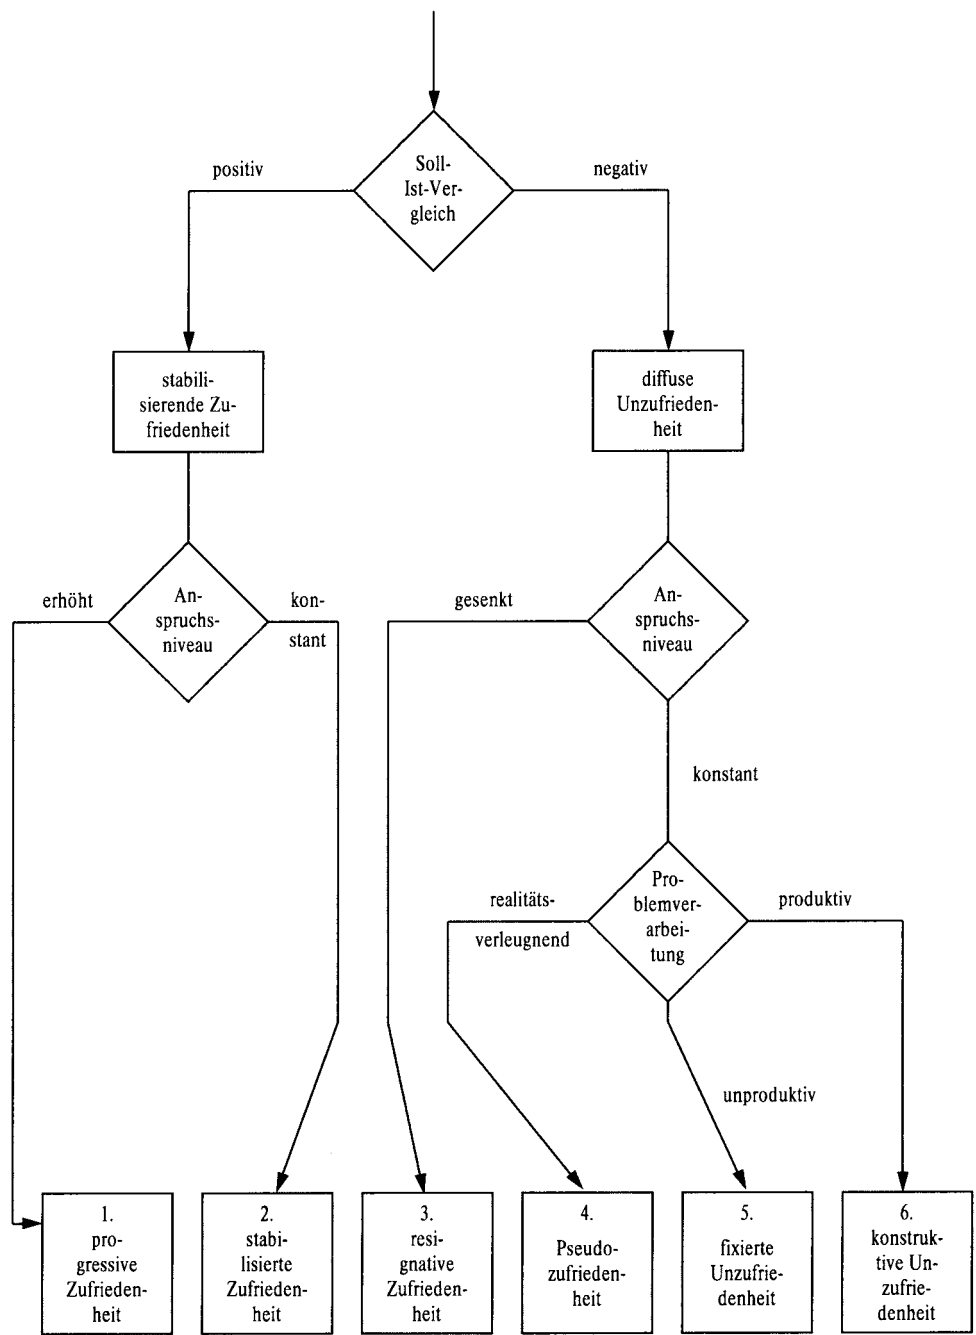 Soll-
Ist-Ver-
gleich
positiv
negativ
stabili-
sierende Zu-
friedenheit
diffuse
Unzufrieden-
heit
erhöht
An-
spruchs-
niveau
kon-
stant
gesenkt
An-
spruchs-
niveau
konstant
realitäts-
verleugnend
Pro-
blemver-
arbei-
tung
produktiv
unproduktiv
1.
pro-
gressive
Zufrieden-
heit
2.
stabi-
lisierte
Zufrieden-
heit
3.
resi-
gnative
Zufrieden-
heit
4.
Pseudo-
zufrieden-
heit
5.
fixierte
Unzufrie-
denheit
6.
konstruk-
tive Un-
zufrie-
denheit